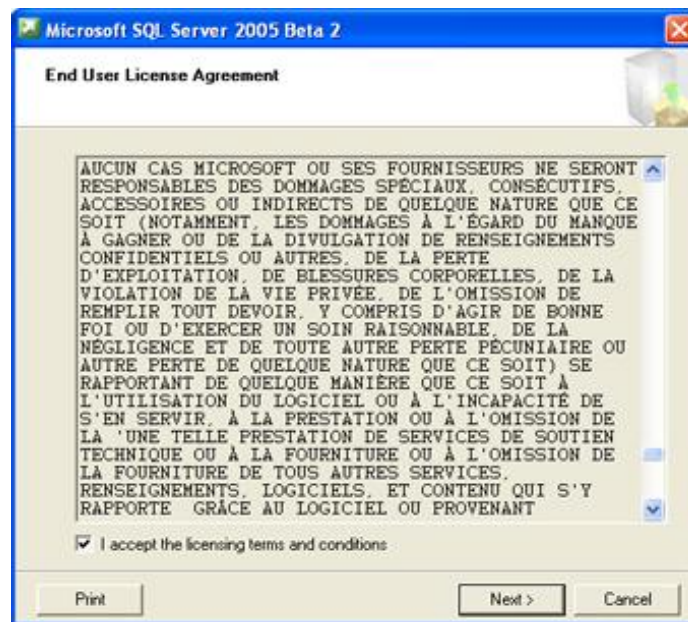 Microsoft SQL Server 2005 Beta 2
End User License Agreement
AUCUN CAS MICROSOFT OU SES FOURNISSEURS NE SERONT
RESPONSABLES DES DOMMAGES SPÉCIAUX, CONSÉCUTIFS,
ACCESSOIRES OU INDIRECTS DE QUELQUE NATURE QUE CE
SOIT (NOTAMMENT, LES DOMMAGES À L'ÉGARD DU MANQUE
À GAGNER OU DE LA DIVULGATION DE RENSEIGNEMENTS
CONFIDENTIELS OU AUTRES, DE LA PERTE
D'EXPLOITATION, DE BLESSURES CORPORELLES, DE LA
VIOLATION DE LA VIE PRIVÉE, DE L'OMISSION DE
REMPLIR TOUT DEVOIR, Y COMPRIS D'AGIR DE BONNE
FOI OU D'EXERCER UN SOIN RAISONNABLE, DE LA
NÉGLIGENCE ET DE TOUTE AUTRE PERTE PÉCUNIAIRE OU
AUTRE PERTE DE QUELQUE NATURE QUE CE SOIT) SE
RAPPORTANT DE QUELQUE MANIÈRE QUE CE SOIT À
L'UTILISATION DU LOGICIEL OU À L'INCAPACITÉ DE
S'EN SERVIR, À LA PRESTATION OU À L'OMISSION DE
LA 'UNE TELLE PRESTATION DE SERVICES DE SOUTIEN
TECHNIQUE OU À LA FOURNITURE OU À L'OMISSION DE
LA FOURNITURE DE TOUS AUTRES SERVICES,
RENSEIGNEMENTS, LOGICIELS, ET CONTENU QUI S'Y
RAPPORTE  GRÂCE AU LOGICIEL OU PROVENANT
I accept the licensing terms and conditions
Print
Next >
Cancel